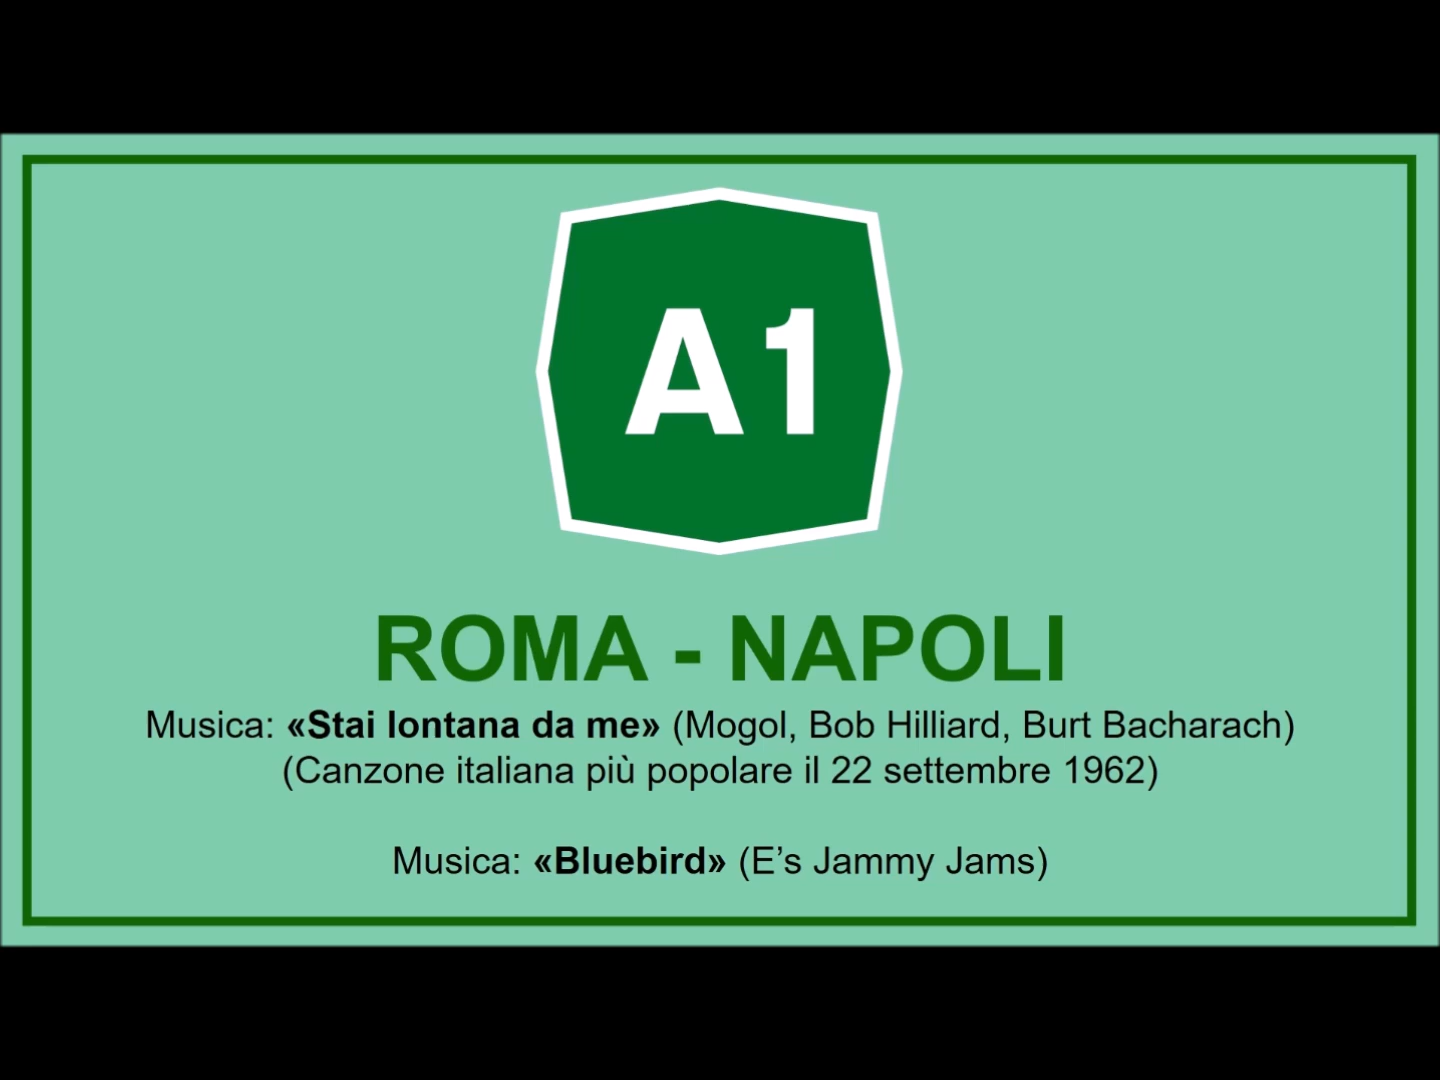 A1
ROMA - NAPOLI
Musica: «Stai lontana da me» (Mogol, Bob Hilliard, Burt Bacharach)
(Canzone italiana più popolare il 22 settembre 1962)
Musica: «Bluebird» (E’s Jammy Jams)